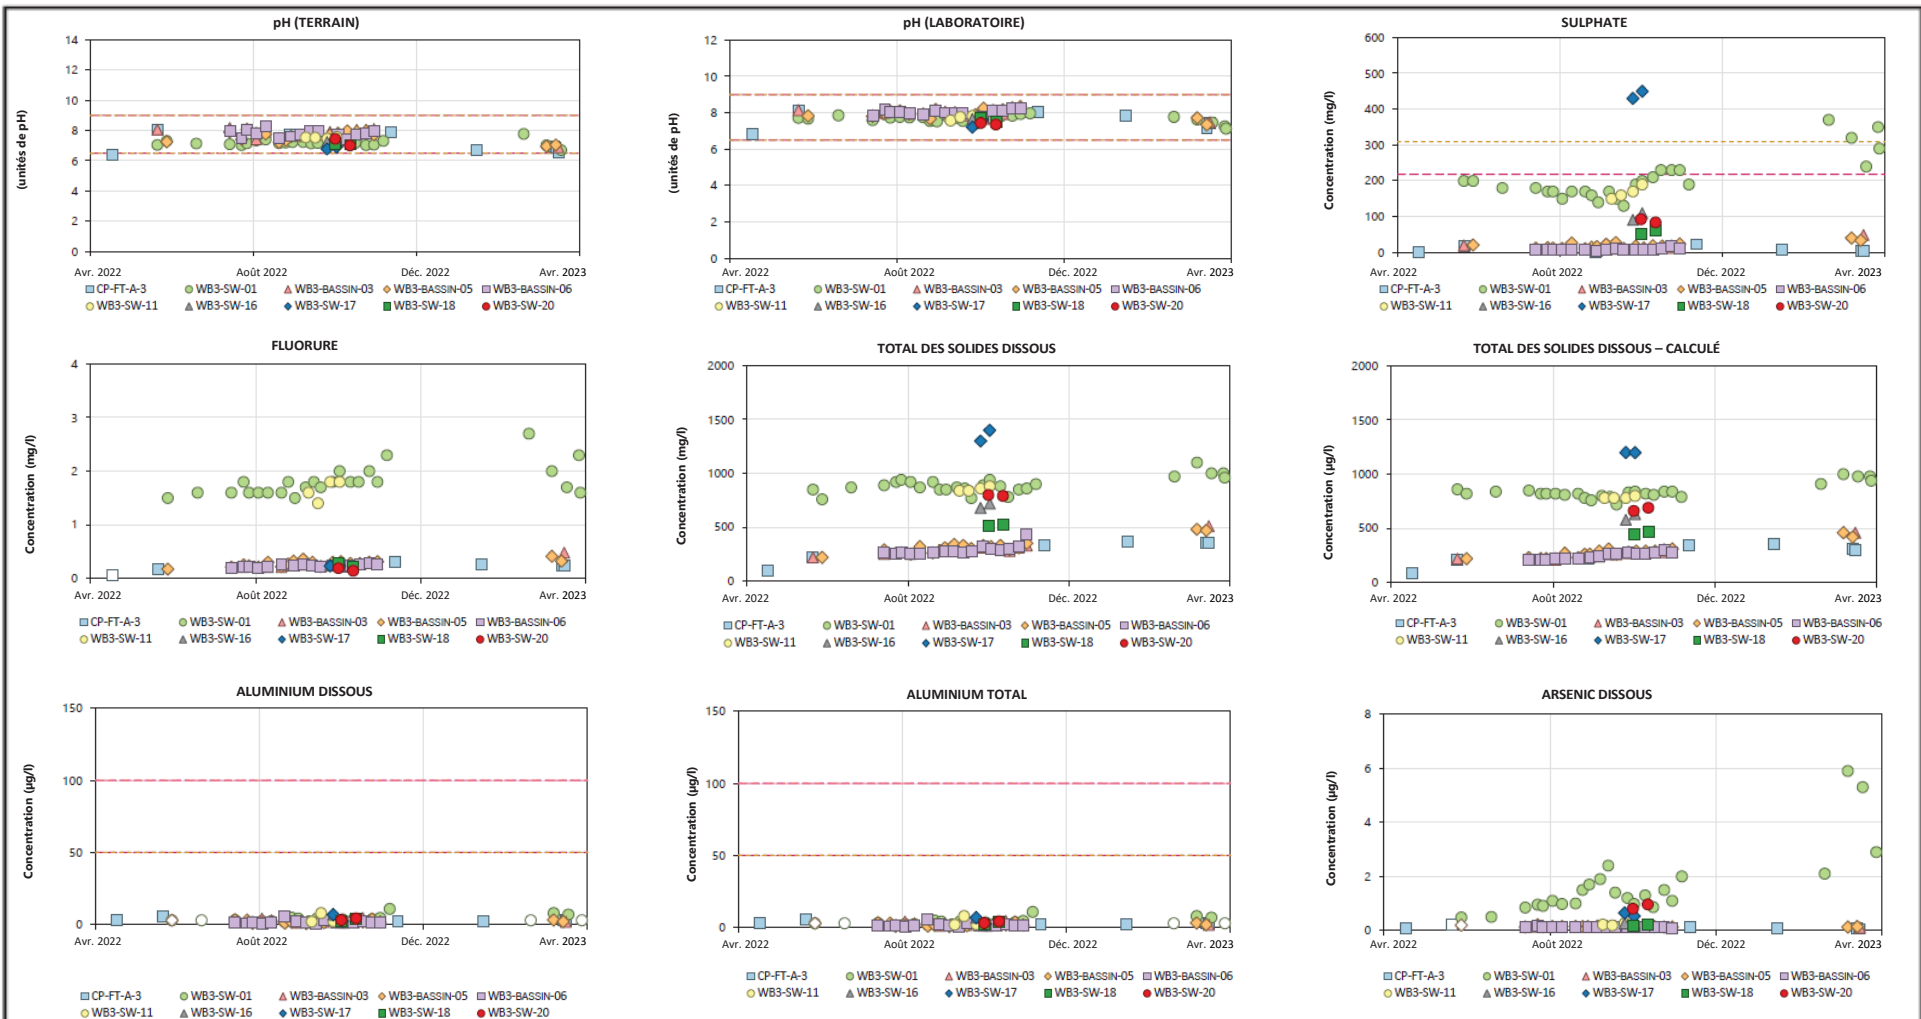 pH (TERRAIN)
14
12
10
8
6
4
2
0
(unités de pH)
Avr. 2022 Août 2022 Déc. 2022 Avr. 2023
CP-FT-A-3 WB3-SW-01 WB3-BASSIN-03 WB3-BASSIN-05 WB3-BASSIN-06
WB3-SW-11 WB3-SW-16 WB3-SW-17 WB3-SW-18 WB3-SW-20
pH (LABORATOIRE)
12
10
8
6
4
2
0
(unités de pH)
Avr. 2022 Août 2022 Déc. 2022 Avr. 2023
CP-FT-A-3 WB3-SW-01 WB3-BASSIN-03 WB3-BASSIN-05 WB3-BASSIN-06
WB3-SW-11 WB3-SW-16 WB3-SW-17 WB3-SW-18 WB3-SW-20
SULPHATE
600
500
400
300
200
100
0
Concentration (mg/l)
Avr. 2022 Août 2022 Déc. 2022 Avr. 2023
CP-FT-A-3 WB3-SW-01 WB3-BASSIN-03 WB3-BASSIN-05 WB3-BASSIN-06
WB3-SW-11 WB3-SW-16 WB3-SW-17 WB3-SW-18 WB3-SW-20
FLUORURE
4
3
2
1
0
Concentration (mg/l)
Avr. 2022 Août 2022 Déc. 2022 Avr. 2023
CP-FT-A-3 WB3-SW-01 WB3-BASSIN-03 WB3-BASSIN-05 WB3-BASSIN-06
WB3-SW-11 WB3-SW-16 WB3-SW-17 WB3-SW-18 WB3-SW-20
TOTAL DES SOLIDES DISSOUS
2000
1500
1000
500
0
Concentration (mg/l)
Avr. 2022 Août 2022 Déc. 2022 Avr. 2023
CP-FT-A-3 WB3-SW-01 WB3-BASSIN-03 WB3-BASSIN-05 WB3-BASSIN-06
WB3-SW-11 WB3-SW-16 WB3-SW-17 WB3-SW-18 WB3-SW-20
TOTAL DES SOLIDES DISSOUS – CALCULÉ
2000
1500
1000
500
0
Concentration (µg/l)
Avr. 2022 Août 2022 Déc. 2022 Avr. 2023
CP-FT-A-3 WB3-SW-01 WB3-BASSIN-03 WB3-BASSIN-05 WB3-BASSIN-06
WB3-SW-11 WB3-SW-16 WB3-SW-17 WB3-SW-18 WB3-SW-20
ALUMINIUM DISSOUS
150
100
50
0
Concentration (µg/l)
Avr. 2022 Août 2022 Déc. 2022 Avr. 2023
CP-FT-A-3 WB3-SW-01 WB3-BASSIN-03 WB3-BASSIN-05 WB3-BASSIN-06
WB3-SW-11 WB3-SW-16 WB3-SW-17 WB3-SW-18 WB3-SW-20
ALUMINIUM TOTAL
150
100
50
0
Concentration (µg/l)
Avr. 2022 Août 2022 Déc. 2022 Avr. 2023
CP-FT-A-3 WB3-SW-01 WB3-BASSIN-03 WB3-BASSIN-05 WB3-BASSIN-06
WB3-SW-11 WB3-SW-16 WB3-SW-17 WB3-SW-18 WB3-SW-20
ARSENIC DISSOUS
8
6
4
2
0
Concentration (µg/l)
Avr. 2022 Août 2022 Déc. 2022 Avr. 2023
CP-FT-A-3 WB3-SW-01 WB3-BASSIN-03 WB3-BASSIN-05 WB3-BASSIN-06
WB3-SW-11 WB3-SW-16 WB3-SW-17 WB3-SW-18 WB3-SW-20